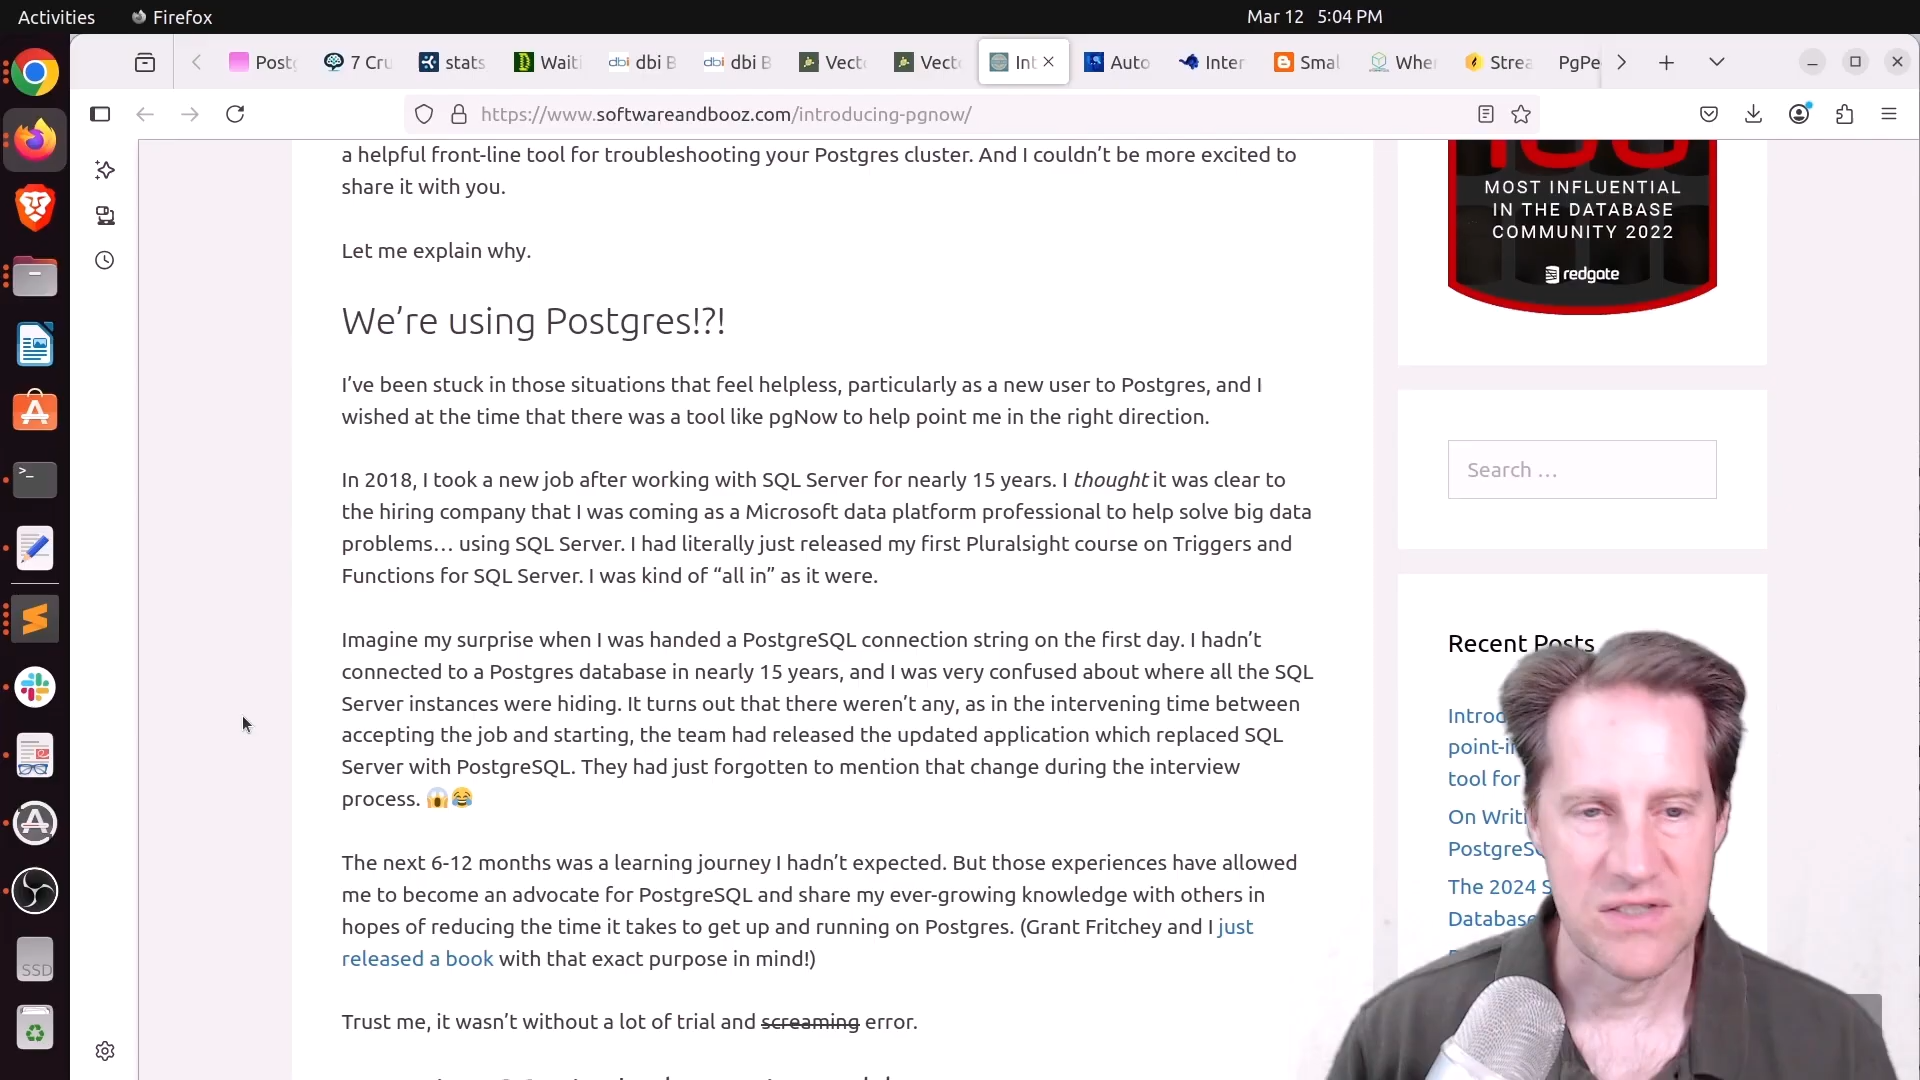 Activities Firefox Mar 12 5:04 PM
Postg 7 Cru stats Waiti dbi dbi B dbi dbi B Vecto Vecto Int Auto Inter Smal Wher Strea PgPe
https://www.softwareandbooz.com/introducing-pgnow/
a helpful front-line tool for troubleshooting your Postgres cluster. And I couldn't be more excited to
share it with you.
Let me explain why.
We're using Postgres!?!
I've been stuck in those situations that feel helpless, particularly as a new user to Postgres, and I
wished at the time that there was a tool like pgNow to help point me in the right direction.
In 2018, I took a new job after working with SQL Server for nearly 15 years. I thought it was clear to
the hiring company that I was coming as a Microsoft data platform professional to help solve big data
problems… using SQL Server. I had literally just released my first Pluralsight course on Triggers and
Functions for SQL Server. I was kind of “all in” as it were.
Imagine my surprise when I was handed a PostgreSQL connection string on the first day. I hadn't
connected to a Postgres database in nearly 15 years, and I was very confused about where all the SQL
Server instances were hiding. It turns out that there weren't any, as in the intervening time between
accepting the job and starting, the team had released the updated application which replaced SQL
Server with PostgreSQL. They had just forgotten to mention that change during the interview
process. 😱😂
The next 6-12 months was a learning journey I hadn't expected. But those experiences have allowed
me to become an advocate for PostgreSQL and share my ever-growing knowledge with others in
hopes of reducing the time it takes to get up and running on Postgres. (Grant Fritchey and I just
released a book with that exact purpose in mind!)
Trust me, it wasn't without a lot of trial and screaming error.
100
MOST INFLUENTIAL
IN THE DATABASE
COMMUNITY 2022
redgate
Search …
Recent Posts
Introd
point-i
tool for
On Writi
PostgreSQ
The 2024 S
Database
SSD